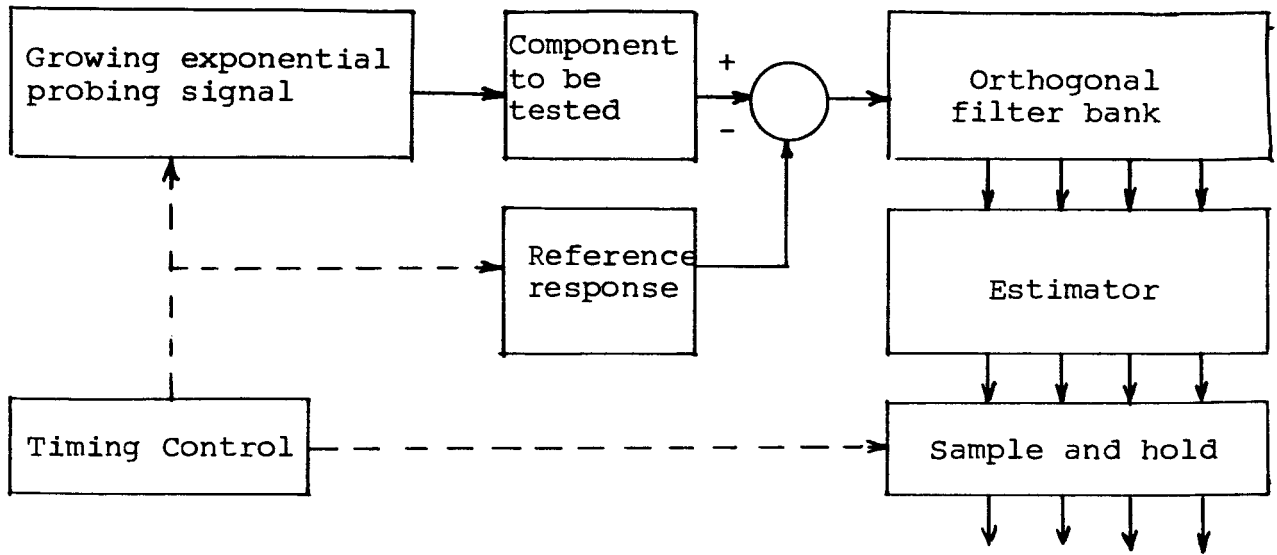 Growing exponential
probing signal
Component
to be
tested
+
-
Orthogonal
filter bank
Reference
response
Estimator
Timing Control
Sample and hold